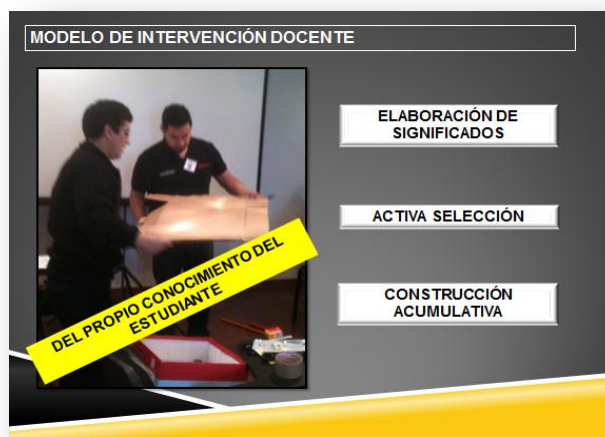 MODELO DE INTERVENCIÓN DOCENTE
ELABORACIÓN DE
SIGNIFICADOS
ACTIVA SELECCIÓN
DEL PROPIO CONOCIMIENTO DEL
ESTUDIANTE
CONSTRUCCIÓN
ACUMULATIVA